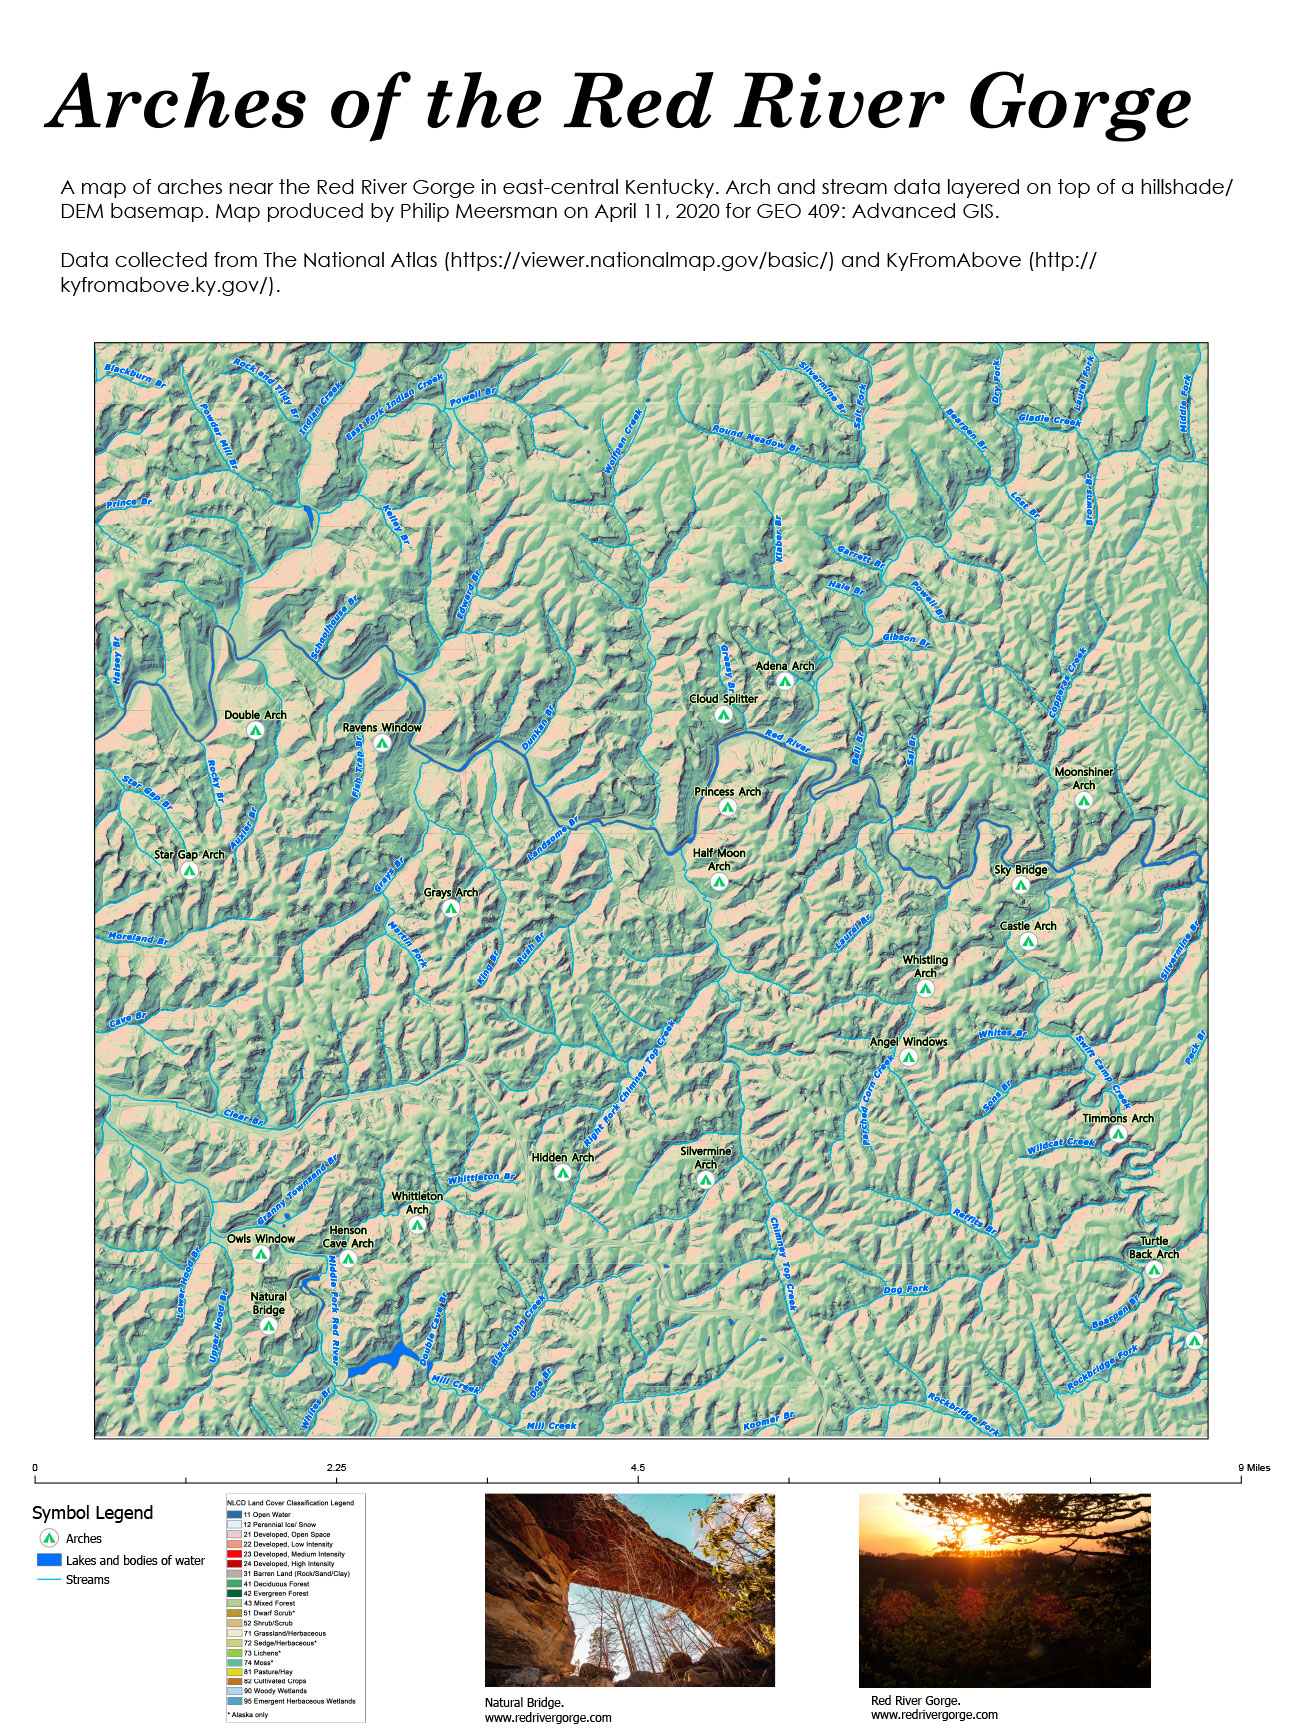 Arches of the Red River Gorge
A map of arches near the Red River Gorge in east-central Kentucky. Arch and stream data layered on top of a hillshade/
DEM basemap. Map produced by Philip Meersman on April 11, 2020 for GEO 409: Advanced GIS.
Data collected from The National Atlas (https://viewer.nationalmap.gov/basic/) and KyFromAbove (http://
kyfromabove.ky.gov/).
Blackburn Br
Rock and Tildy Br
Indian Creek
East Fork Indian Creek
Powell Br
Powder Mill Br
Wolfpen Creek
Round Meadow Br
Silvermine Br
Salt Fork
Beerpen Br
Dry Fork
Gladie Creek
Laurel Fork
Middle Fork
Prince Br
Kelley Br
Klaber Br
Lost Br
Browns Br
Garrett Br
Hale Br
Powell Br
Edward Br
Schoolhouse Br
Halsey Br
Gibson Br
Greasy Br
Adena Arch
Copperas Creek
Cloud Splitter
Double Arch
Ravens Window
Dunkan Br
Red River
Bell Br
Sal Br
Fish Trap Br
Rocky Br
Star Gap Br
Moonshiner
Arch
Princess Arch
Auxier Br
Landsome Br
Star Gap Arch
Half Moon
Arch
Grays Br
Sky Bridge
Grays Arch
Castle Arch
Laurel Br
Moreland Br
Martin Fork
King Br
Rush Br
Silvermine Br
Whistling
Arch
Cave Br
Whites Br
Angel Windows
Peck Br
Swift Camp Creek
Right Fork Chimney Top Creek
Parched Corn Creek
Sons Br
Clear Br
Timmons Arch
Wildcat Creek
Hidden Arch
Silvermine
Arch
Granny Townsend Br
Whittleton Br
Whittleton
Arch
Reffits Br
Owls Window
Henson
Cave Arch
Chimney Top Creek
Turtle
Back Arch
Lower Hood Br
Upper Hood Br
Middle Fork Red River
Natural
Bridge
Dog Fork
Double Cave Br
Black John Creek
Bearpen Br
Rockbridge Fork
Mill Creek
Doe Br
Whites Br
Mill Creek
Koomer Br
Rockbridge Fork
0
2.25
4.5
9 Miles
Symbol Legend
Arches
Lakes and bodies of water
Streams
NLCD Land Cover Classification Legend
11 Open Water
12 Perennial Ice/ Snow
21 Developed, Open Space
22 Developed, Low Intensity
23 Developed, Medium Intensity
24 Developed, High Intensity
31 Barren Land (Rock/Sand/Clay)
41 Deciduous Forest
42 Evergreen Forest
43 Mixed Forest
51 Dwarf Scrub*
52 Shrub/Scrub
71 Grassland/Herbaceous
72 Sedge/Herbaceous*
73 Lichens*
74 Moss*
81 Pasture/Hay
82 Cultivated Crops
90 Woody Wetlands
95 Emergent Herbaceous Wetlands
* Alaska only
Natural Bridge.
www.redrivergorge.com
Red River Gorge.
www.redrivergorge.com